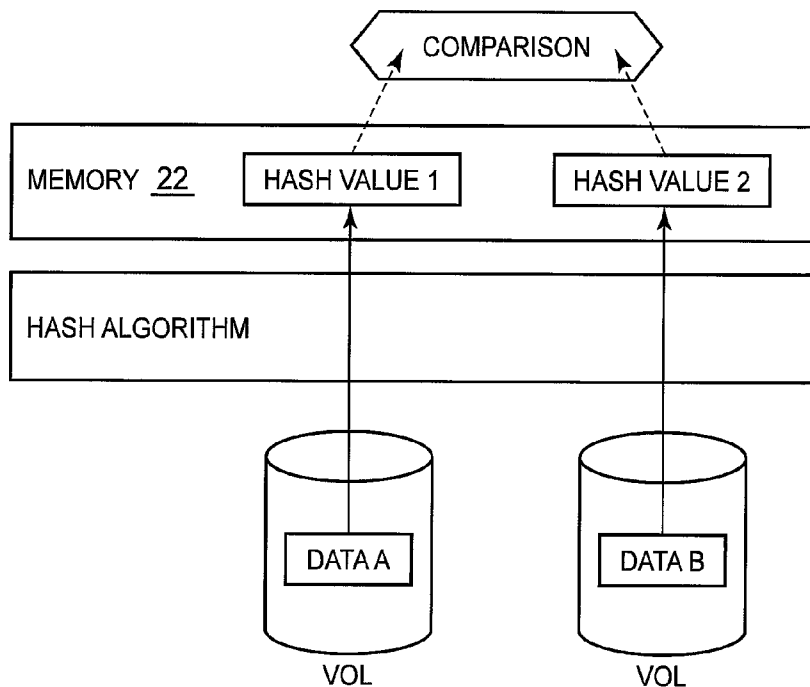 COMPARISON
MEMORY 22
HASH VALUE 1
HASH VALUE 2
HASH ALGORITHM
DATA A
DATA B
VOL
VOL